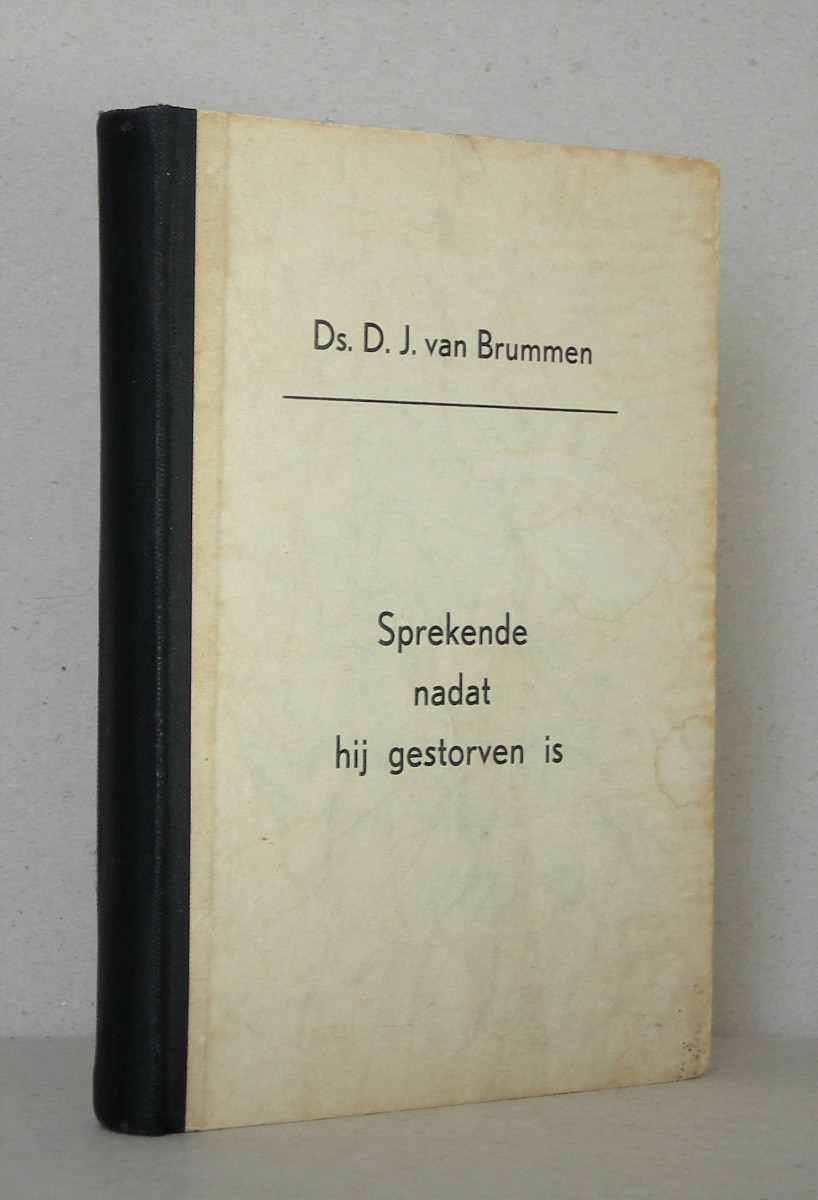 Ds. D. J. van Brummen
Sprekende
nadat
hij gestorven is